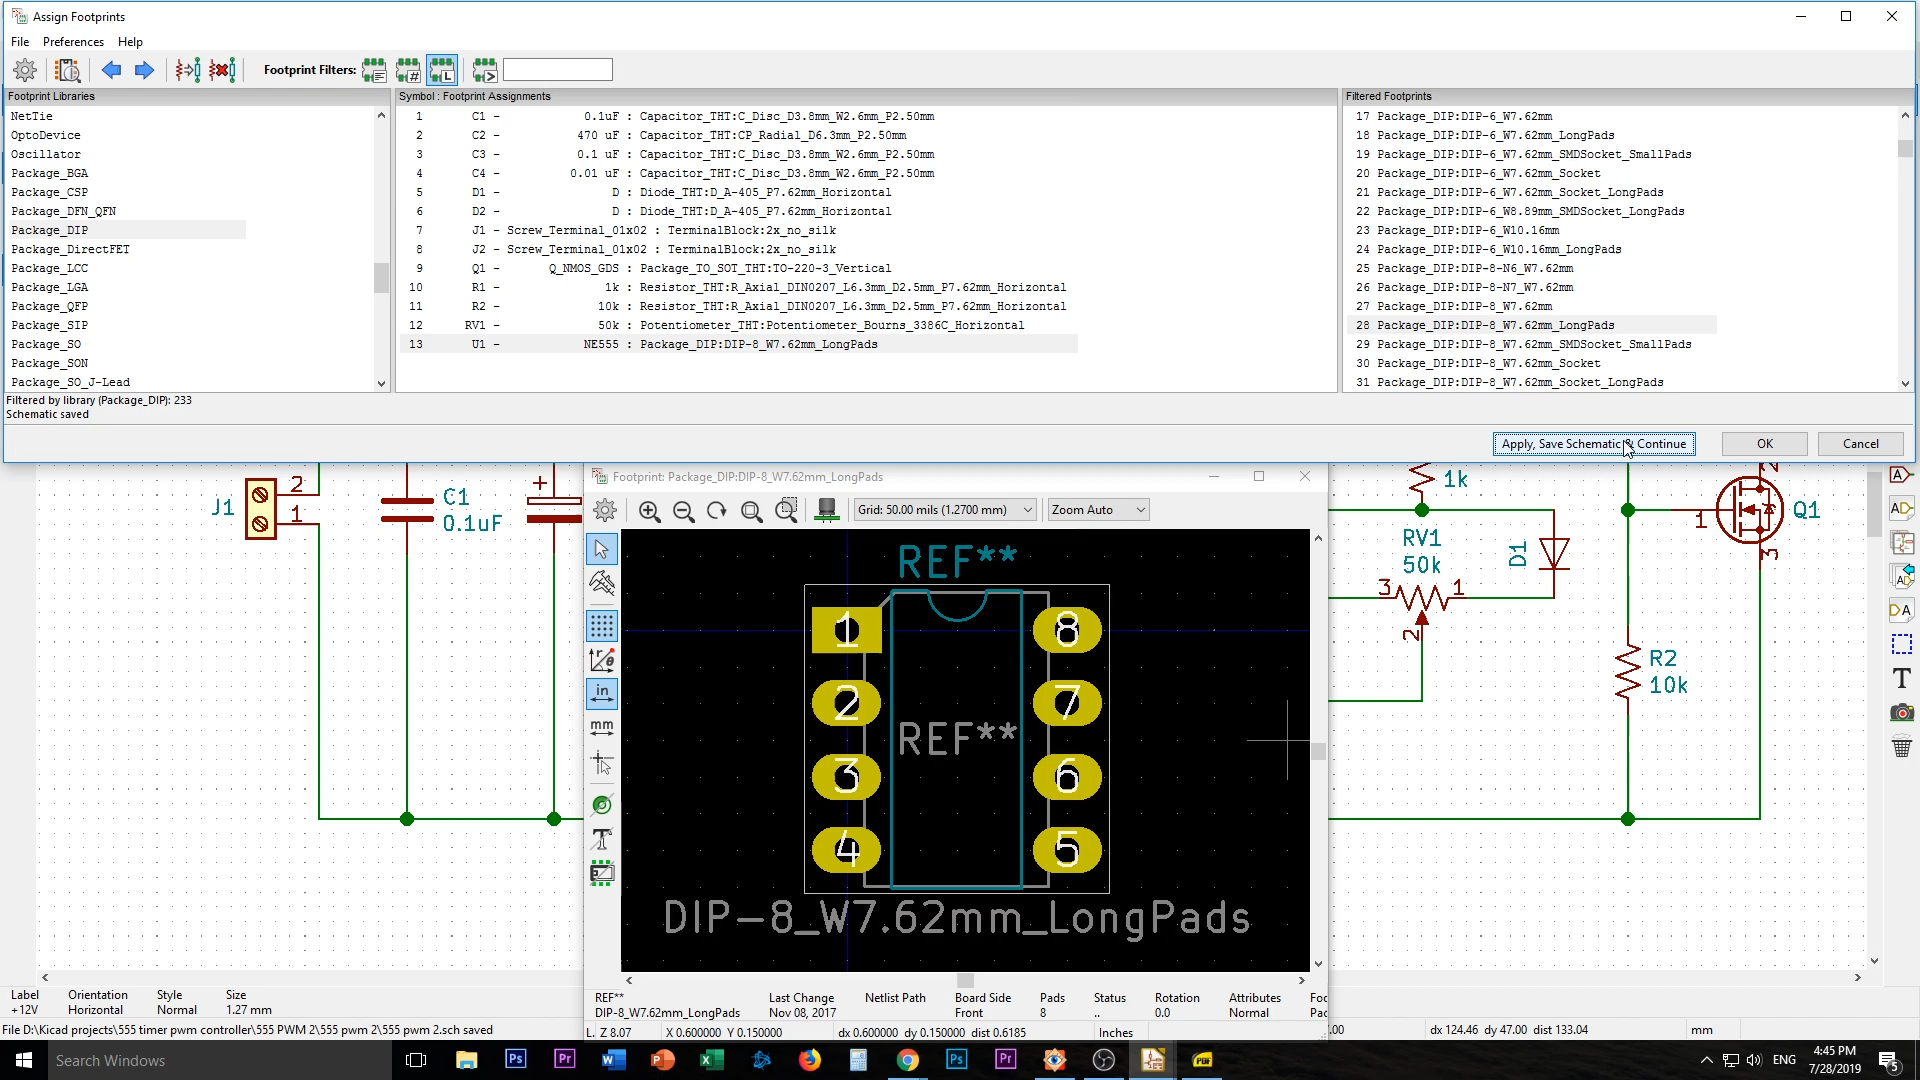 Assign Footprints
File Preferences Help
Footprint Filters:
Footprint Libraries
NetTie
OptoDevice
Oscillator
Package_BGA
Package_CSP
Package_DFN_QFN
Package_DIP
Package_DirectFET
Package_LCC
Package_LGA
Package_QFP
Package_SIP
Package_SO
Package_SON
Package_SO_J-Lead
Symbol : Footprint Assignments
1 C1 - 0.1uF : Capacitor_THT:C_Disc_D3.8mm_W2.6mm_P2.50mm
2 C2 - 470 uF : Capacitor_THT:CP_Radial_D6.3mm_P2.50mm
3 C3 - 0.1 uF : Capacitor_THT:C_Disc_D3.8mm_W2.6mm_P2.50mm
4 C4 - 0.01 uF : Capacitor_THT:C_Disc_D3.8mm_W2.6mm_P2.50mm
5 D1 - D : Diode_THT:D_A-405_P7.62mm_Horizontal
6 D2 - D : Diode_THT:D_A-405_P7.62mm_Horizontal
7 J1 - Screw_Terminal_01x02 : TerminalBlock:2x_no_silk
8 J2 - Screw_Terminal_01x02 : TerminalBlock:2x_no_silk
9 Q1 - Q_NMOS_GDS : Package_TO_SOT_THT:TO-220-3_Vertical
10 R1 - 1k : Resistor_THT:R_Axial_DIN0207_L6.3mm_D2.5mm_P7.62mm_Horizontal
11 R2 - 10k : Resistor_THT:R_Axial_DIN0207_L6.3mm_D2.5mm_P7.62mm_Horizontal
12 RV1 - 50k : Potentiometer_THT:Potentiometer_Bourns_3386C_Horizontal
13 U1 - NE555 : Package_DIP:DIP-8_W7.62mm_LongPads
Filtered Footprints
17 Package_DIP:DIP-6_W7.62mm
18 Package_DIP:DIP-6_W7.62mm_LongPads
19 Package_DIP:DIP-6_W7.62mm_SMDSocket_SmallPads
20 Package_DIP:DIP-6_W7.62mm_Socket
21 Package_DIP:DIP-6_W7.62mm_Socket_LongPads
22 Package_DIP:DIP-6_W8.89mm_SMDSocket_LongPads
23 Package_DIP:DIP-6_W10.16mm
24 Package_DIP:DIP-6_W10.16mm_LongPads
25 Package_DIP:DIP-8-N6_W7.62mm
26 Package_DIP:DIP-8-N7_W7.62mm
27 Package_DIP:DIP-8_W7.62mm
28 Package_DIP:DIP-8_W7.62mm_LongPads
29 Package_DIP:DIP-8_W7.62mm_SMDSocket_SmallPads
30 Package_DIP:DIP-8_W7.62mm_Socket
31 Package_DIP:DIP-8_W7.62mm_Socket_LongPads
Filtered by library (Package_DIP): 233
Schematic saved
Apply, Save Schematic & Continue OK Cancel
J1
2
1
C1
0.1uF
+
Footprint: Package_DIP:DIP-8_W7.62mm_LongPads
Grid: 50.00 mils (1.2700 mm) Zoom Auto
in
mm
REF**
1 8
2 7
REF**
3 6
4 5
DIP-8_W7.62mm_LongPads
1k
RV1
50k
3 1
2
D1
1 Q1
3
R2
10k
REF** Last Change Netlist Path Board Side Pads Status Rotation Attributes Foc
DIP-8_W7.62mm_LongPads Nov 08, 2017 Front 8 .. 0.0 Normal Pac
L. Z 8.07 X 0.600000 Y 0.150000 dx 0.600000 dy 0.150000 dist 0.6185 Inches
Label Orientation Style Size
+12V Horizontal Normal 1.27 mm
File D:\Kicad projects\555 timer pwm controller\555 PWM 2\555 pwm 2\555 pwm 2.sch saved
.00 dx 124.46 dy 47.00 dist 133.04 mm
Search Windows
ENG
4:45 PM
7/28/2019
5